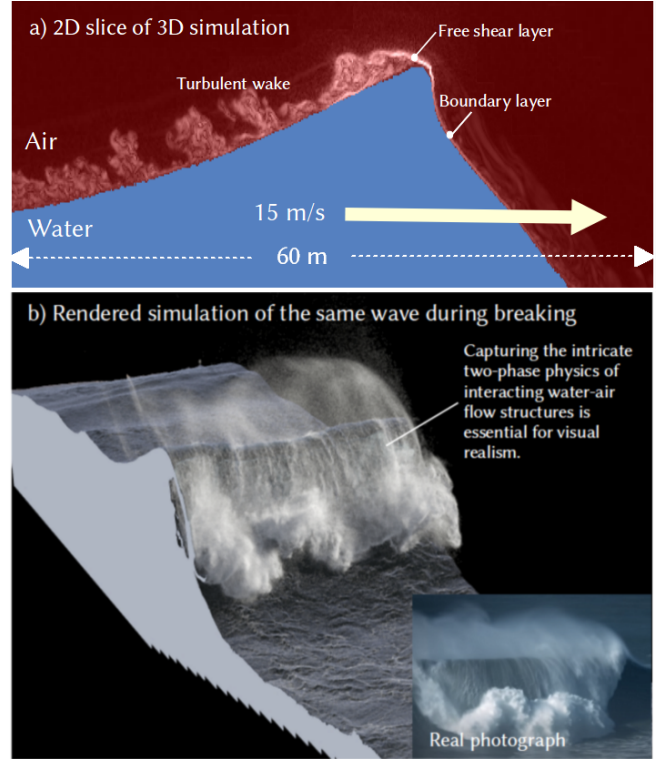 a) 2D slice of 3D simulation
Free shear layer
Turbulent wake
Boundary layer
Air
15 m/s
Water
60 m
b) Rendered simulation of the same wave during breaking
Capturing the intricate
two-phase physics of
interacting water-air
flow structures is
essential for visual
realism.
Real photograph